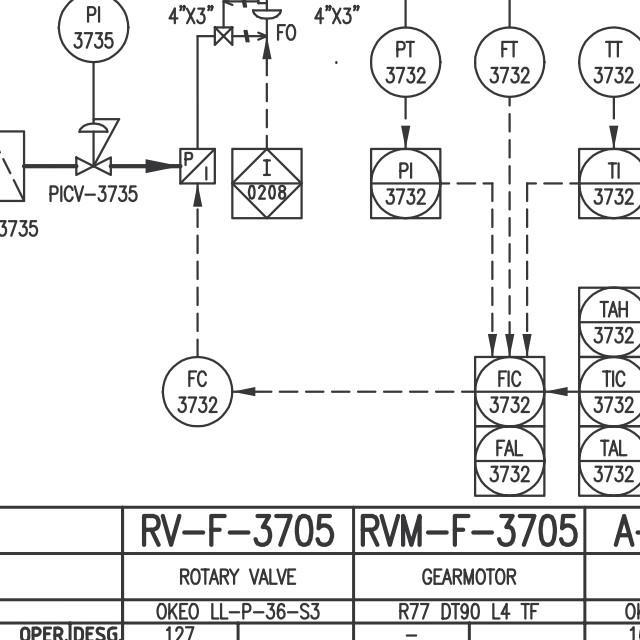 PI
3735
4"X3"
FO
4"X3"
PT
3732
FT
3732
TT
3732
P
I
I
0208
PI
3732
TI
3732
PICV-3735
3735
TAH
3732
FC
3732
FIC
3732
TIC
3732
FAL
3732
TAL
3732
RV-F-3705
RVM-F-3705
A-
ROTARY VALVE
GEARMOTOR
OKEO LL-P-36-S3
R77 DT90 L4 TF
OPER.
DESG.
127
-